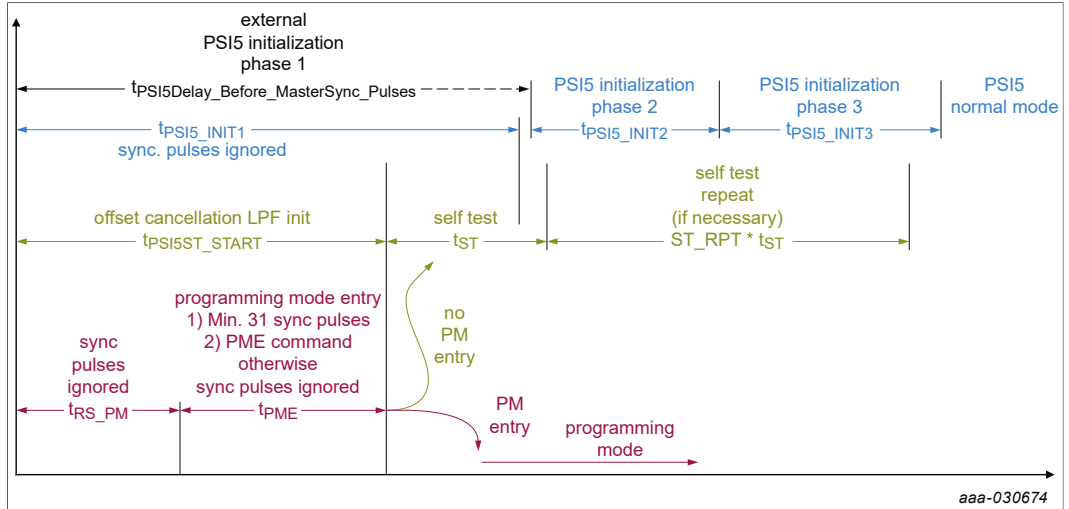 external
PSI5 initialization
phase 1
tPSI5Delay_Before_MasterSync_Pulses
PSI5 initialization
phase 2
tPSI5_INIT2
PSI5 initialization
phase 3
tPSI5_INIT3
PSI5
normal mode
tPSI5_INIT1
sync. pulses ignored
offset cancellation LPF init
tPSI5ST_START
self test
tST
self test
repeat
(if necessary)
ST_RPT * tST
sync
pulses
ignored
tRS_PM
programming mode entry
1) Min. 31 sync pulses
2) PME command
otherwise
sync pulses ignored
tPME
no
PM
entry
PM
entry
programming
mode
aaa-030674